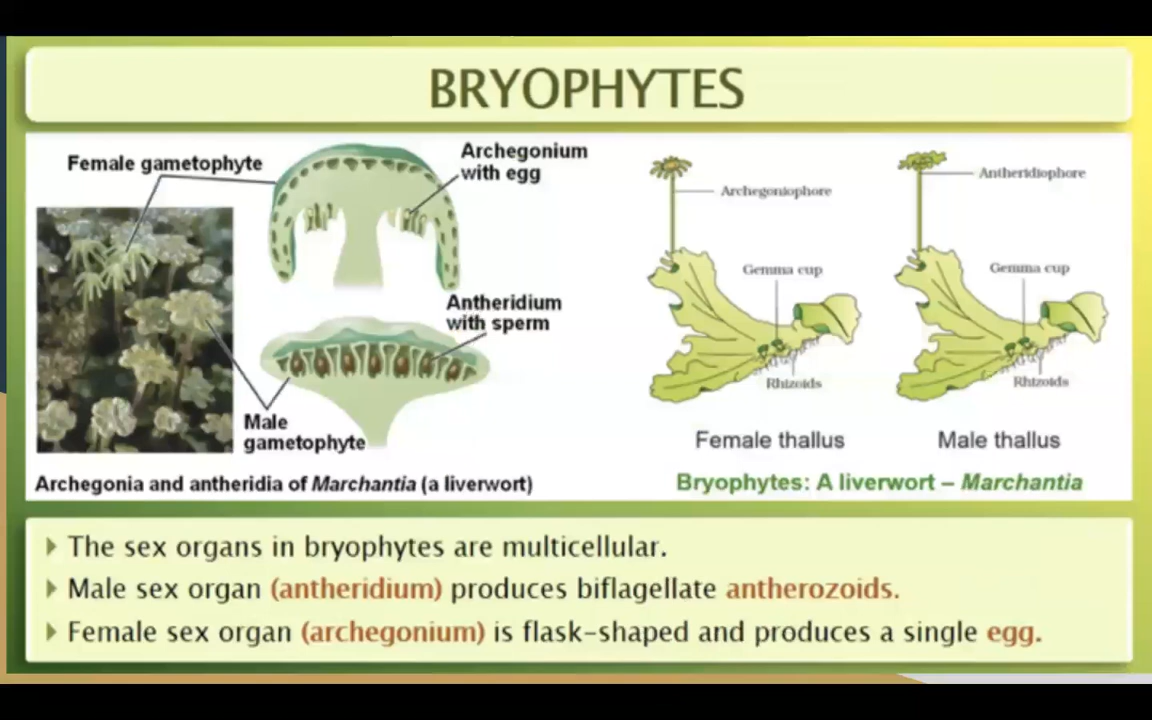 BRYOPHYTES
Female gametophyte
Archegonium
with egg
Antheridium
with sperm
Male
gametophyte
Archegonia and antheridia of Marchantia (a liverwort)
Archegoniophore
Gemma cup
Rhizoids
Female thallus
Antheridiophore
Gemma cup
Rhizoids
Male thallus
Bryophytes: A liverwort – Marchantia
The sex organs in bryophytes are multicellular.
Male sex organ (antheridium) produces biflagellate antherozoids.
Female sex organ (archegonium) is flask-shaped and produces a single egg.